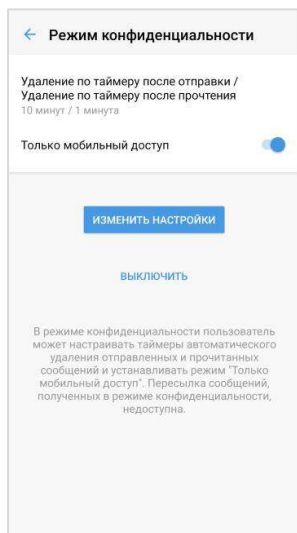 Режим конфиденциальности
Удаление по таймеру после отправки /
Удаление по таймеру после прочтения
10 минут / 1 минута
Только мобильный доступ
ИЗМЕНИТЬ НАСТРОЙКИ
ВЫКЛЮЧИТЬ
В режиме конфиденциальности пользователь
может настраивать таймеры автоматического
удаления отправленных и прочитанных
сообщений и устанавливать режим "Только
мобильный доступ". Пересылка сообщений,
полученных в режиме конфиденциальности,
недоступна.